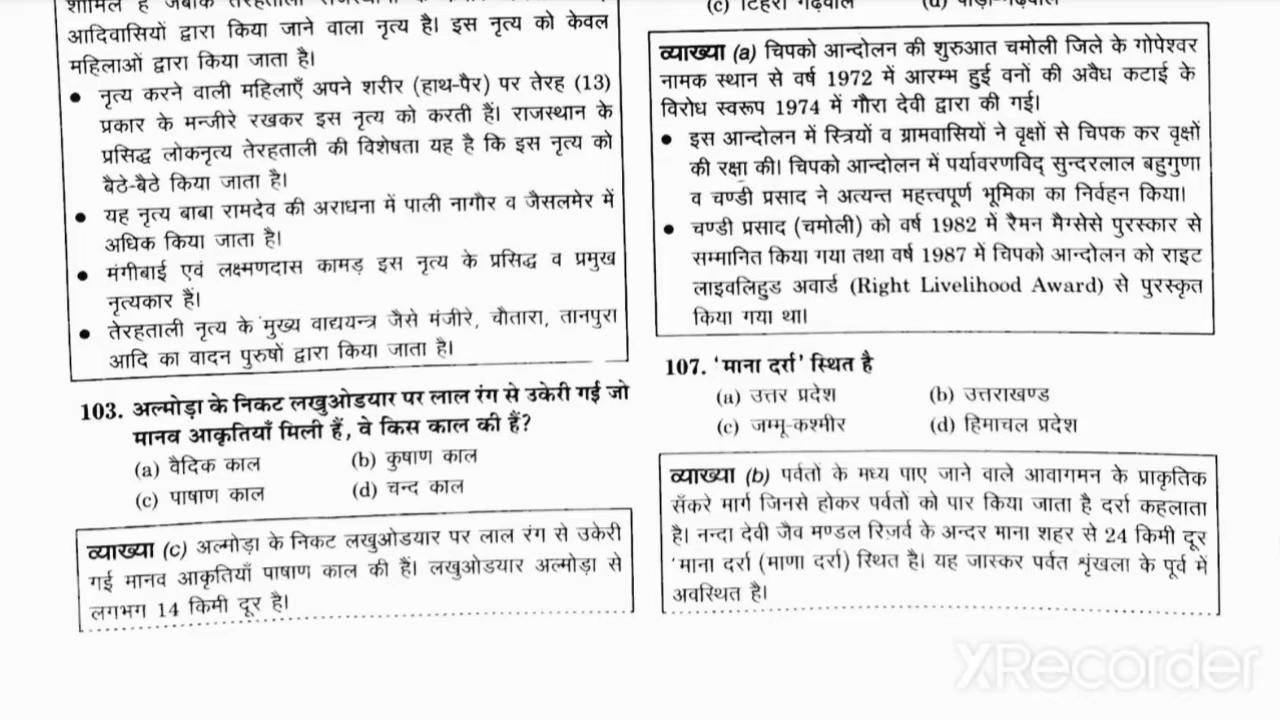 आदिवासियों द्वारा किया जाने वाला नृत्य है। इस नृत्य को केवल
महिलाओं द्वारा किया जाता है।
● नृत्य करने वाली महिलाएँ अपने शरीर (हाथ-पैर) पर तेरह (13)
प्रकार के मन्जीरे रखकर इस नृत्य को करती हैं। राजस्थान के
प्रसिद्ध लोकनृत्य तेरहताली की विशेषता यह है कि इस नृत्य को
बैठे-बैठे किया जाता है।
● यह नृत्य बाबा रामदेव की अराधना में पाली नागौर व जैसलमेर में
अधिक किया जाता है।
● मंगीबाई एवं लक्ष्मणदास कामड़ इस नृत्य के प्रसिद्ध व प्रमुख
नृत्यकार हैं।
● तेरहताली नृत्य के मुख्य वाद्ययन्त्र जैसे मंजीरे, चौतारा, तानपुरा
आदि का वादन पुरुषों द्वारा किया जाता है।
103. अल्मोड़ा के निकट लखुओडयार पर लाल रंग से उकेरी गई जो
मानव आकृतियाँ मिली हैं, वे किस काल की हैं?
(a) वैदिक काल (b) कुषाण काल
(c) पाषाण काल (d) चन्द काल
व्याख्या (c) अल्मोड़ा के निकट लखुओडयार पर लाल रंग से उकेरी
गई मानव आकृतियाँ पाषाण काल की हैं। लखुओडयार अल्मोड़ा से
लगभग 14 किमी दूर है।
(c) टिहरी गढ़वाल (d) पौड़ी-गढ़वाल
व्याख्या (a) चिपको आन्दोलन की शुरुआत चमोली जिले के गोपेश्वर
नामक स्थान से वर्ष 1972 में आरम्भ हुई वनों की अवैध कटाई के
विरोध स्वरूप 1974 में गौरा देवी द्वारा की गई।
● इस आन्दोलन में स्त्रियों व ग्रामवासियों ने वृक्षों से चिपक कर वृक्षों
की रक्षा की। चिपको आन्दोलन में पर्यावरणविद् सुन्दरलाल बहुगुणा
व चण्डी प्रसाद ने अत्यन्त महत्त्वपूर्ण भूमिका का निर्वहन किया।
● चण्डी प्रसाद (चमोली) को वर्ष 1982 में रैमन मैग्सेसे पुरस्कार से
सम्मानित किया गया तथा वर्ष 1987 में चिपको आन्दोलन को राइट
लाइवलिहुड अवार्ड (Right Livelihood Award) से पुरस्कृत
किया गया था।
107. 'माना दर्रा' स्थित है
(a) उत्तर प्रदेश (b) उत्तराखण्ड
(c) जम्मू-कश्मीर (d) हिमाचल प्रदेश
व्याख्या (b) पर्वतों के मध्य पाए जाने वाले आवागमन के प्राकृतिक
सँकरे मार्ग जिनसे होकर पर्वतों को पार किया जाता है दर्रा कहलाता
है। नन्दा देवी जैव मण्डल रिज़र्व के अन्दर माना शहर से 24 किमी दूर
'माना दर्रा (माणा दर्रा) स्थित है। यह जास्कर पर्वत शृंखला के पूर्व में
अवस्थित है।
XRecorder